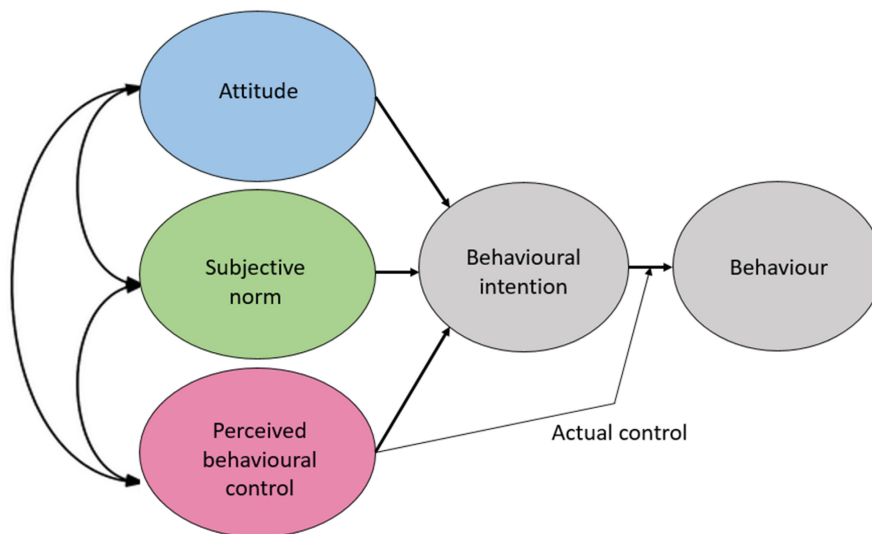 Attitude
Subjective
norm
Perceived
behavioural
control
Behavioural
intention
Behaviour
Actual control